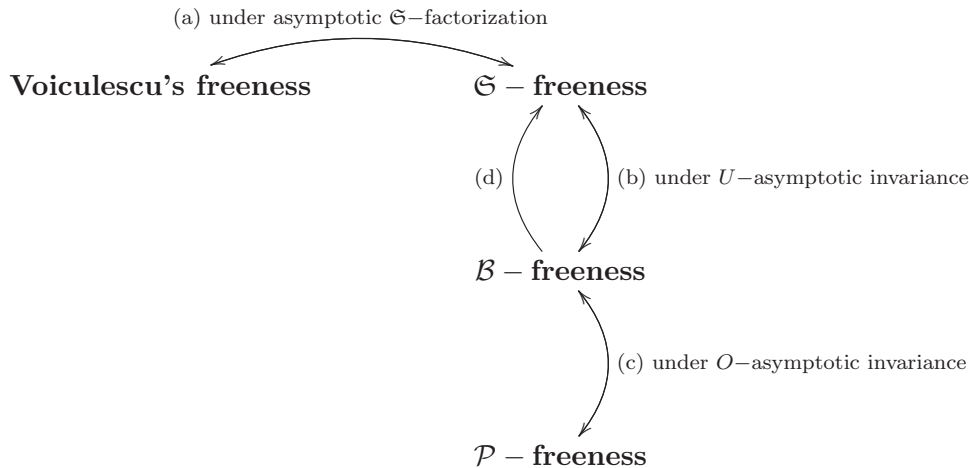 (a) under asymptotic 𝔖−factorization
Voiculescu's freeness
𝔖 − freeness
(d)
(b) under U−asymptotic invariance
ℬ − freeness
(c) under O−asymptotic invariance
𝒫 − freeness